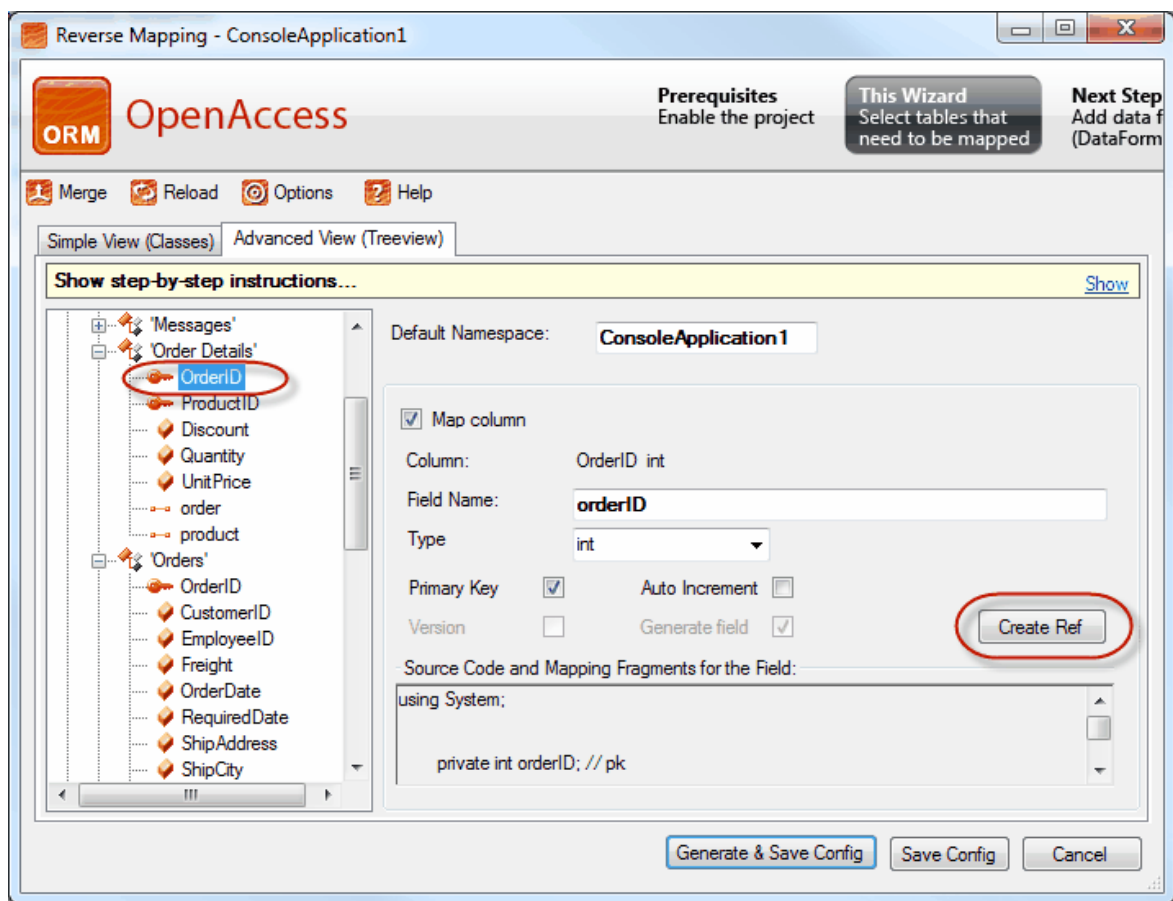 Reverse Mapping - ConsoleApplication1
ORM
OpenAccess
Prerequisites
Enable the project
This Wizard
Select tables that
need to be mapped
Next Step
Add data f
(DataForm
Merge Reload Options Help
Simple View (Classes) Advanced View (Treeview)
Show step-by-step instructions... Show
'Messages'
'Order Details'
OrderID
ProductID
Discount
Quantity
UnitPrice
order
product
'Orders'
OrderID
CustomerID
EmployeeID
Freight
OrderDate
RequiredDate
ShipAddress
ShipCity
Default Namespace: ConsoleApplication1
Map column
Column: OrderID int
Field Name: orderID
Type int
Primary Key Auto Increment
Version Generate field
Create Ref
Source Code and Mapping Fragments for the Field:
using System;
private int orderID; // pk
Generate & Save Config Save Config Cancel